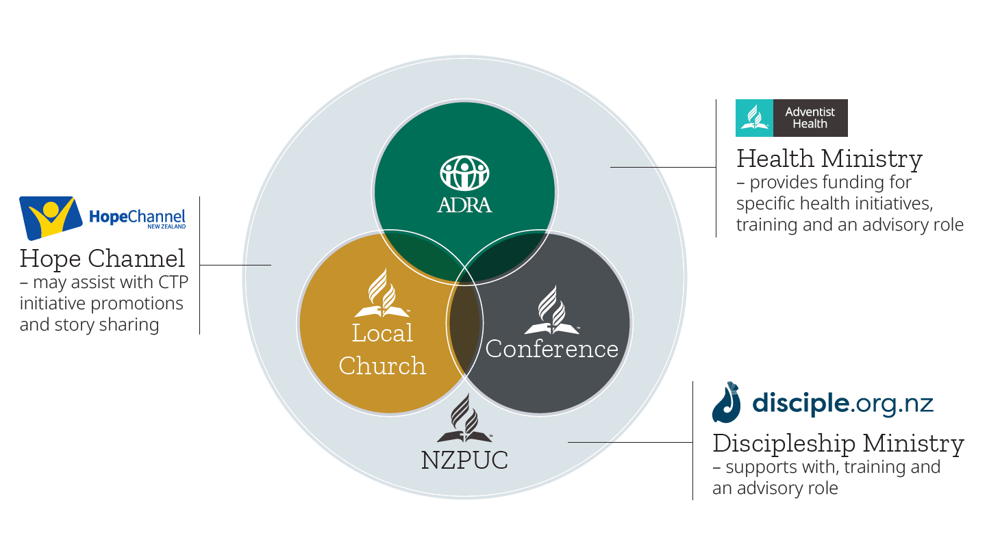 HopeChannel
NEW ZEALAND
Hope Channel
– may assist with CTP
initiative promotions
and story sharing
ADRA
Local
Church
Conference
NZPUC
Adventist
Health
Health Ministry
– provides funding for
specific health initiatives,
training and an advisory role
disciple.org.nz
Discipleship Ministry
– supports with, training and
an advisory role